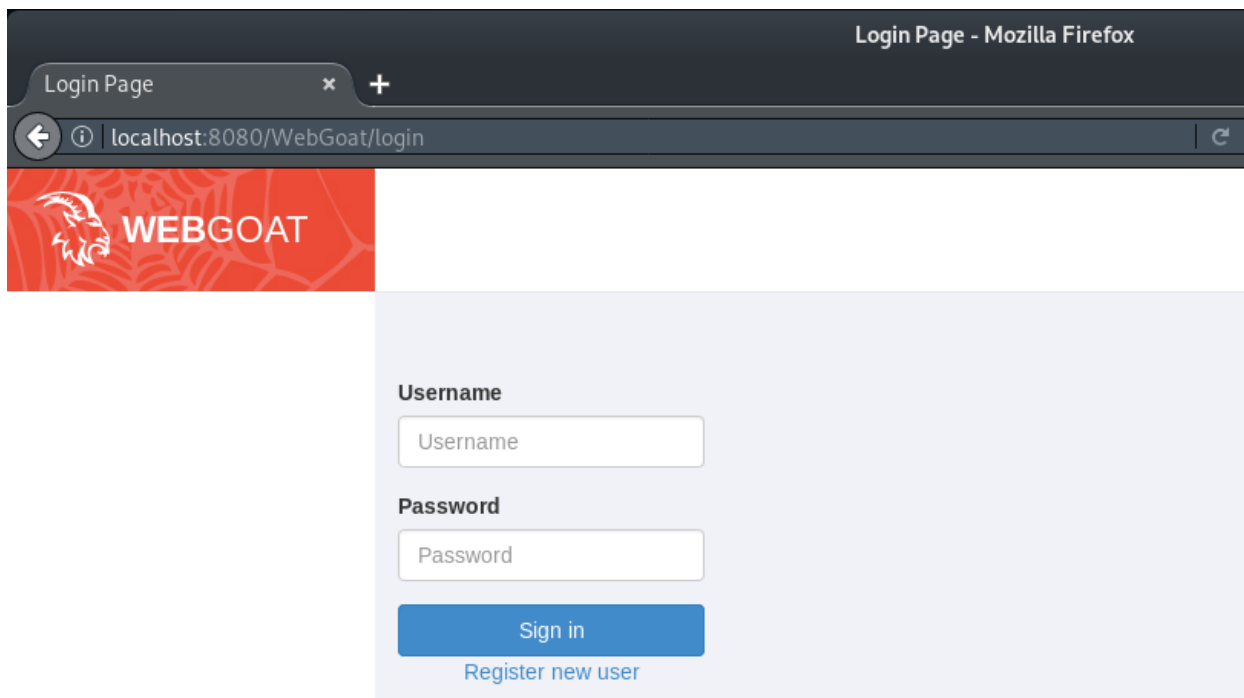 Login Page - Mozilla Firefox
Login Page
localhost:8080/WebGoat/login
WEBGOAT
Username
Username
Password
Password
Sign in
Register new user